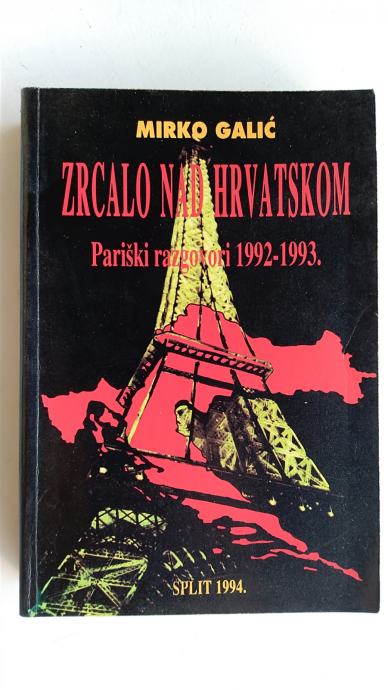 MIRKO GALIĆ
ZRCALO NAD HRVATSKOM
Pariški razgovori 1992-1993.
SPLIT 1994.